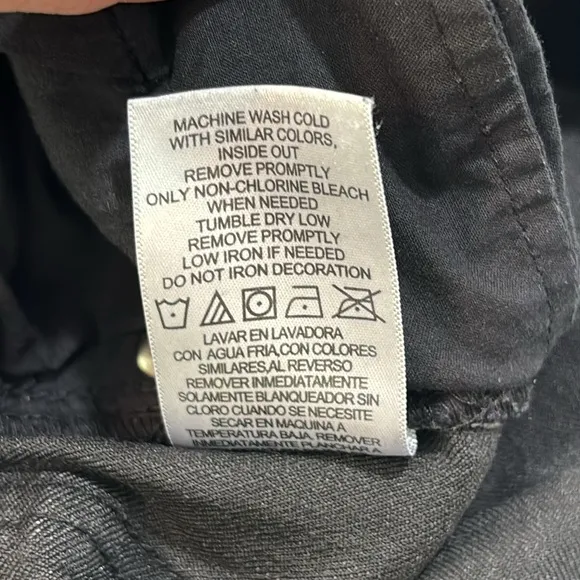 MACHINE WASH COLD
WITH SIMILAR COLORS,
INSIDE OUT
REMOVE PROMPTLY
ONLY NON-CHLORINE BLEACH
WHEN NEEDED
TUMBLE DRY LOW
REMOVE PROMPTLY
LOW IRON IF NEEDED
DO NOT IRON DECORATION
LAVAR EN LAVADORA
CON AGUA FRIA,CON COLORES
SIMILARES,AL REVERSO
REMOVER INMEDIATAMENTE
SOLAMENTE BLANQUEADOR SIN
CLORO CUANDO SE NECESITE
SECAR EN MAQUINA A
TEMPERATURA BAJA, REMOVER
INMEDIATAMENTE PLANCHAR A